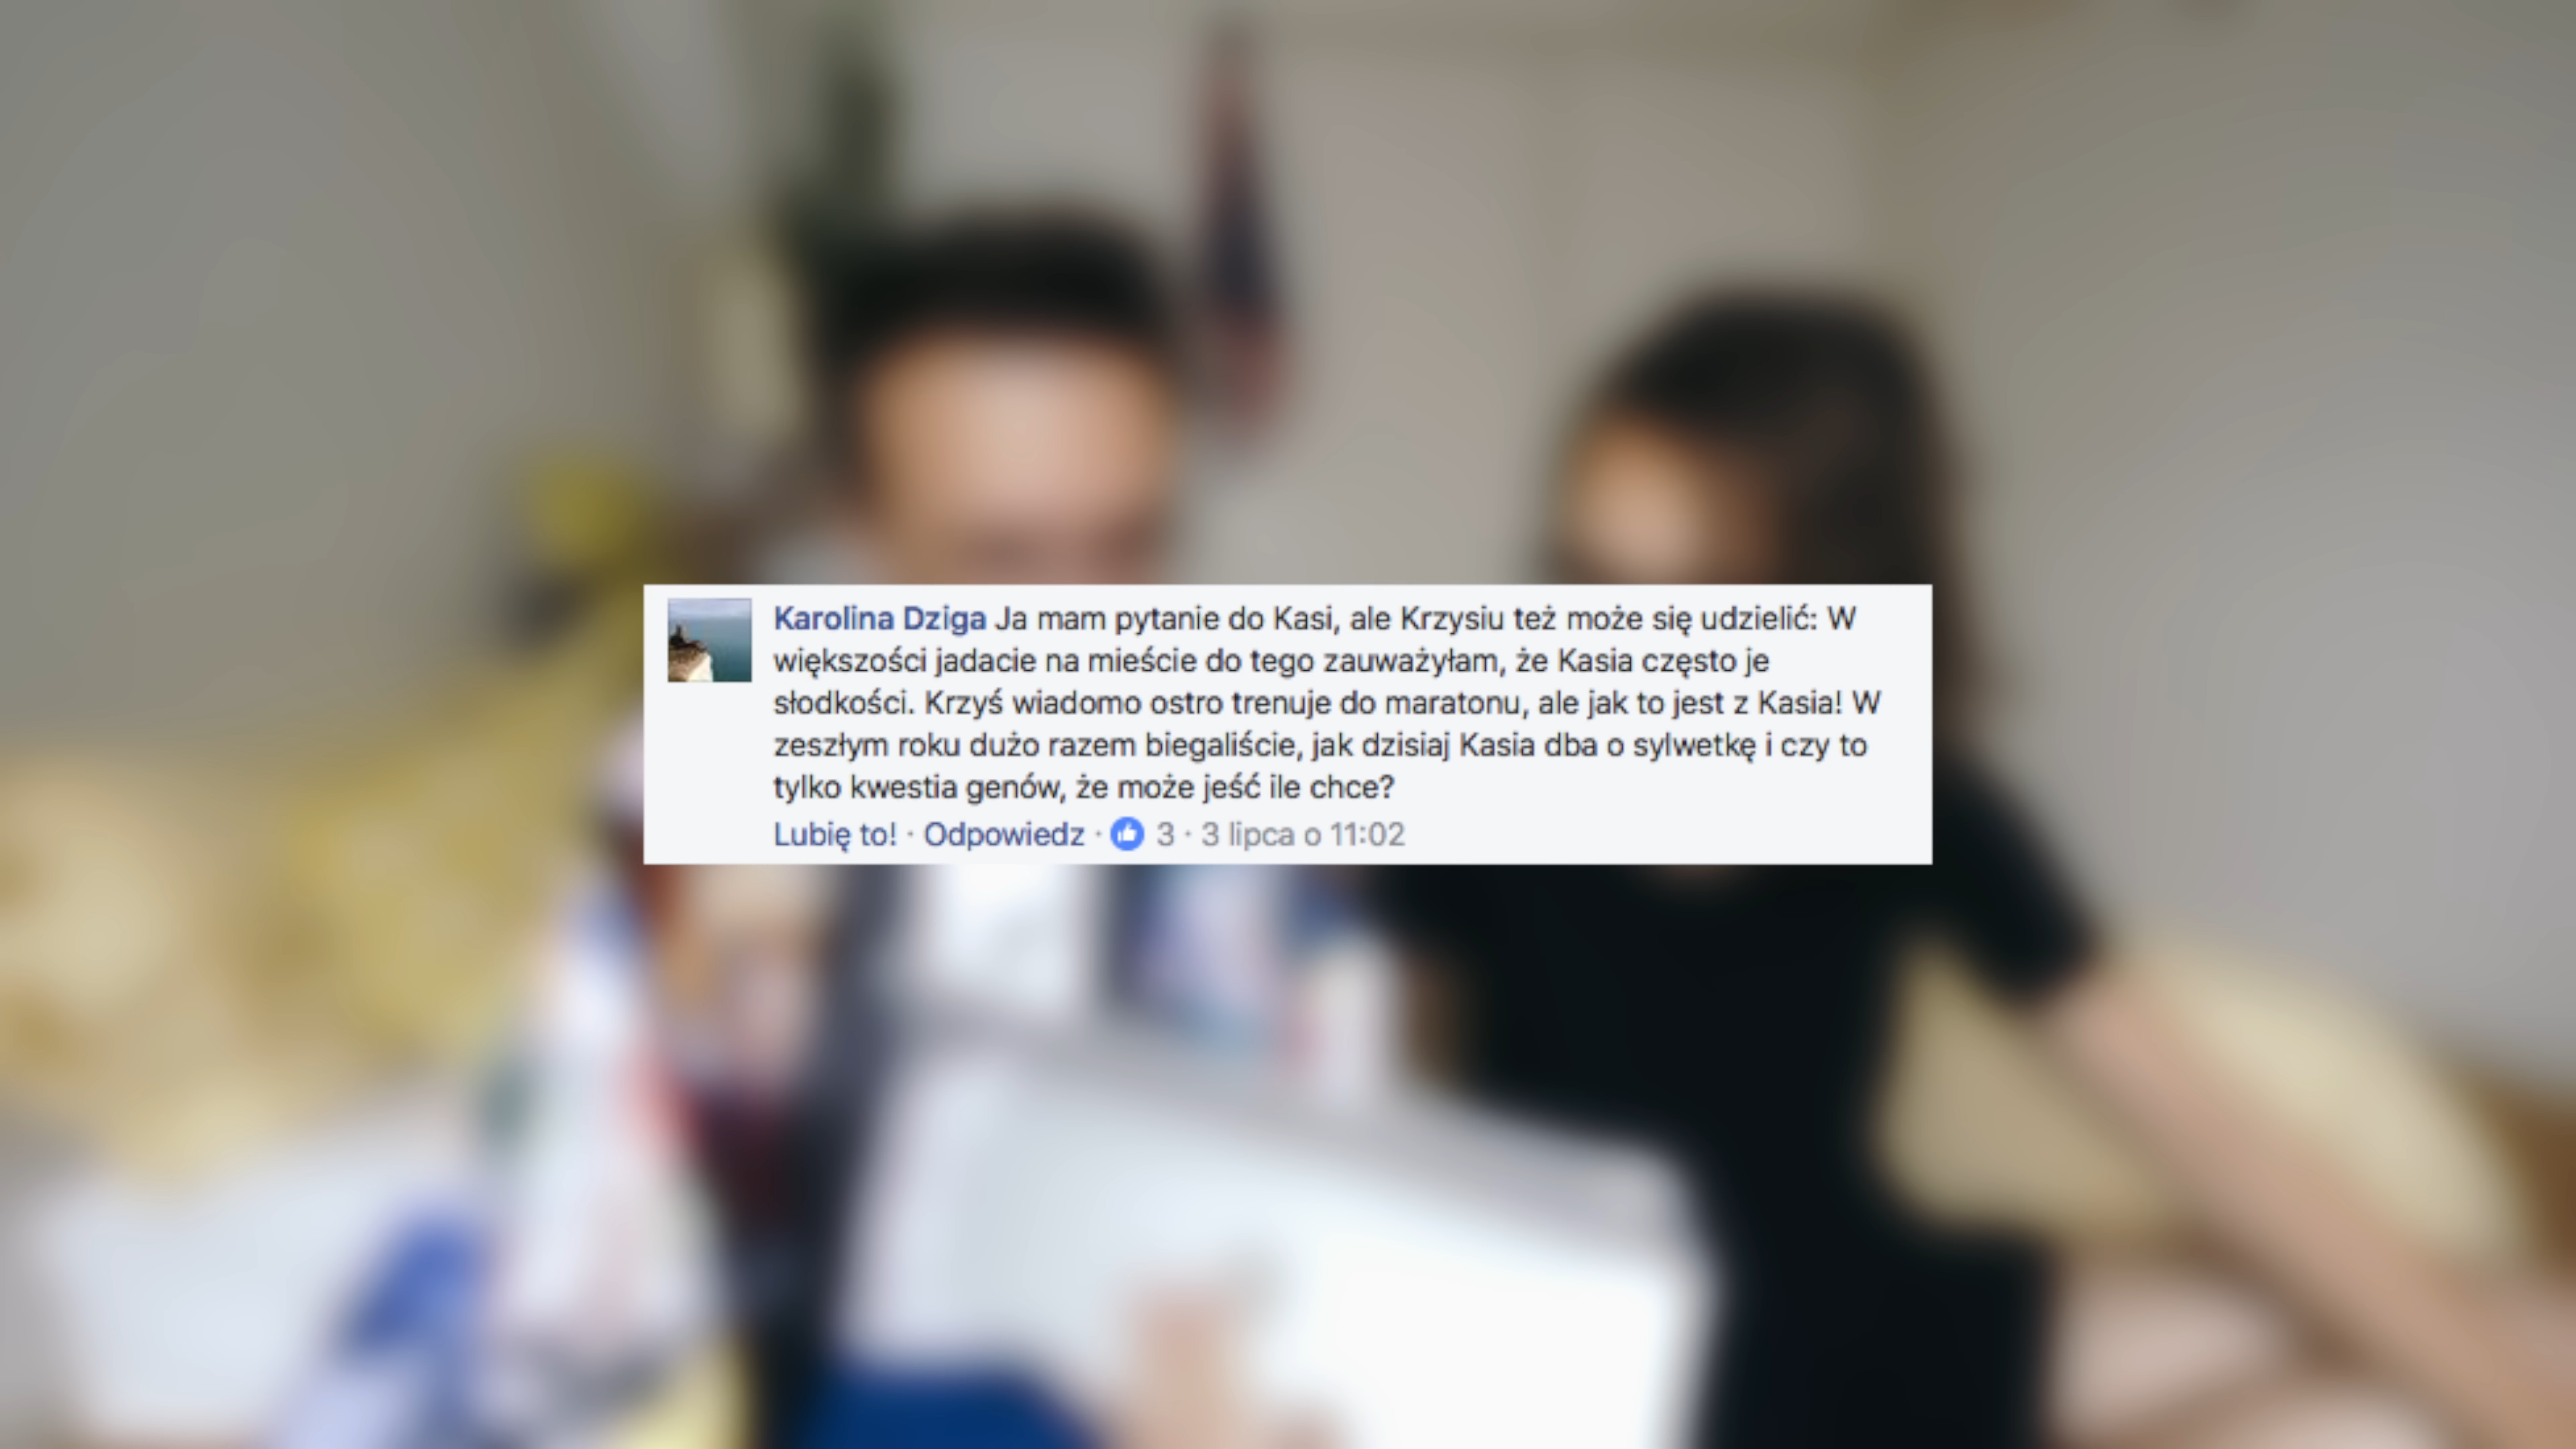 Karolina Dziga Ja mam pytanie do Kasi, ale Krzysiu też może się udzielić: W
większości jadacie na mieście do tego zauważyłam, że Kasia często je
słodkości. Krzyś wiadomo ostro trenuje do maratonu, ale jak to jest z Kasia! W
zeszłym roku dużo razem biegaliście, jak dzisiaj Kasia dba o sylwetkę i czy to
tylko kwestia genów, że może jeść ile chce?
Lubię to! · Odpowiedz · 3 · 3 lipca o 11:02